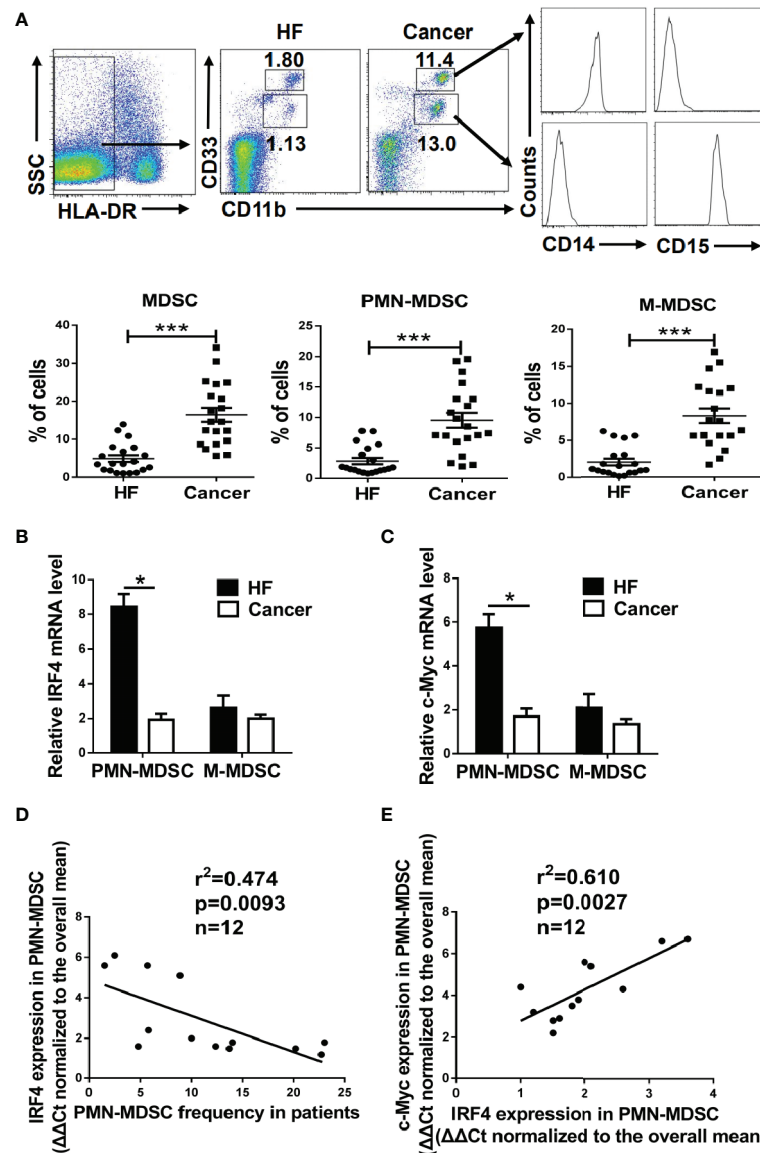 A
HF
Cancer
1.80
11.4
1.13
13.0
SSC
HLA-DR
CD33
CD11b
Counts
CD14
CD15
MDSC
PMN-MDSC
M-MDSC
% of cells
40
30
20
10
0
***
HF
Cancer
% of cells
25
20
15
10
5
0
***
HF
Cancer
% of cells
20
15
10
5
0
***
HF
Cancer
B
Relative IRF4 mRNA level
10
8
6
4
2
0
*
HF
Cancer
PMN-MDSC
M-MDSC
C
Relative c-Myc mRNA level
8
6
4
2
0
*
HF
Cancer
PMN-MDSC
M-MDSC
D
IRF4 expression in PMN-MDSC
(ΔΔCt normalized to the overall mean)
r²=0.474
p=0.0093
n=12
8
6
4
2
0
0 5 10 15 20 25
PMN-MDSC frequency in patients
E
c-Myc expression in PMN-MDSC
(ΔΔCt normalized to the overall mean)
r²=0.610
p=0.0027
n=12
8
6
4
2
0
0 1 2 3 4
IRF4 expression in PMN-MDSC
(ΔΔCt normalized to the overall mean